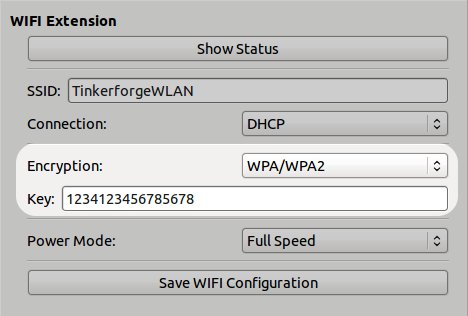 WIFI Extension
Show Status
SSID: TinkerforgeWLAN
Connection: DHCP
Encryption: WPA/WPA2
Key: 1234123456785678
Power Mode: Full Speed
Save WIFI Configuration